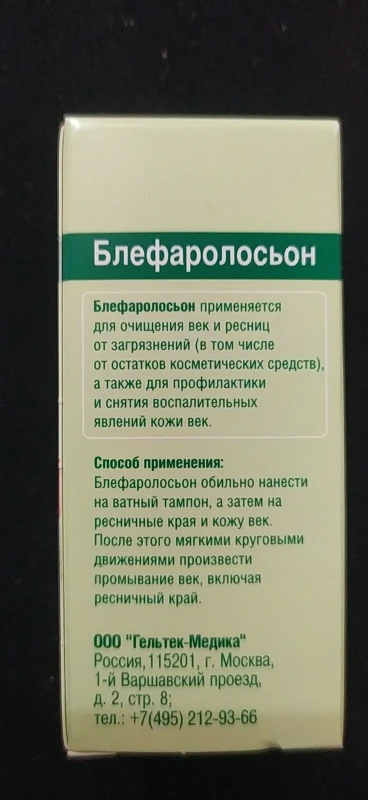 Блефаролосьон
Блефаролосьон применяется
для очищения век и ресниц
от загрязнений (в том числе
от остатков косметических средств),
а также для профилактики
и снятия воспалительных
явлений кожи век.
Способ применения:
Блефаролосьон обильно нанести
на ватный тампон, а затем на
ресничные края и кожу век.
После этого мягкими круговыми
движениями произвести
промывание век, включая
ресничный край.
ООО "Гельтек-Медика"
Россия,115201, г. Москва,
1-й Варшавский проезд,
д. 2, стр. 8;
тел.: +7(495) 212-93-66